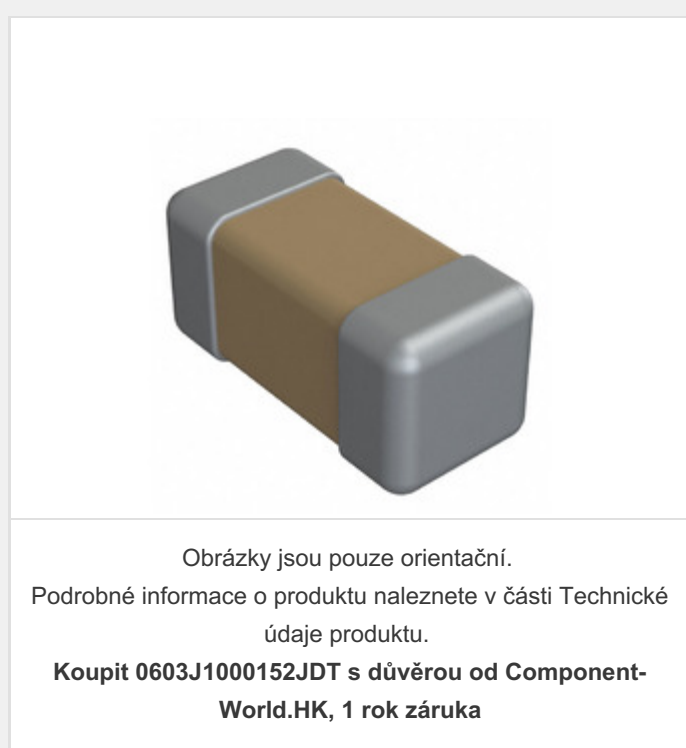 Obrázky jsou pouze orientační.
Podrobné informace o produktu naleznete v části Technické
údaje produktu.
Koupit 0603J1000152JDT s důvěrou od Component-
World.HK, 1 rok záruka